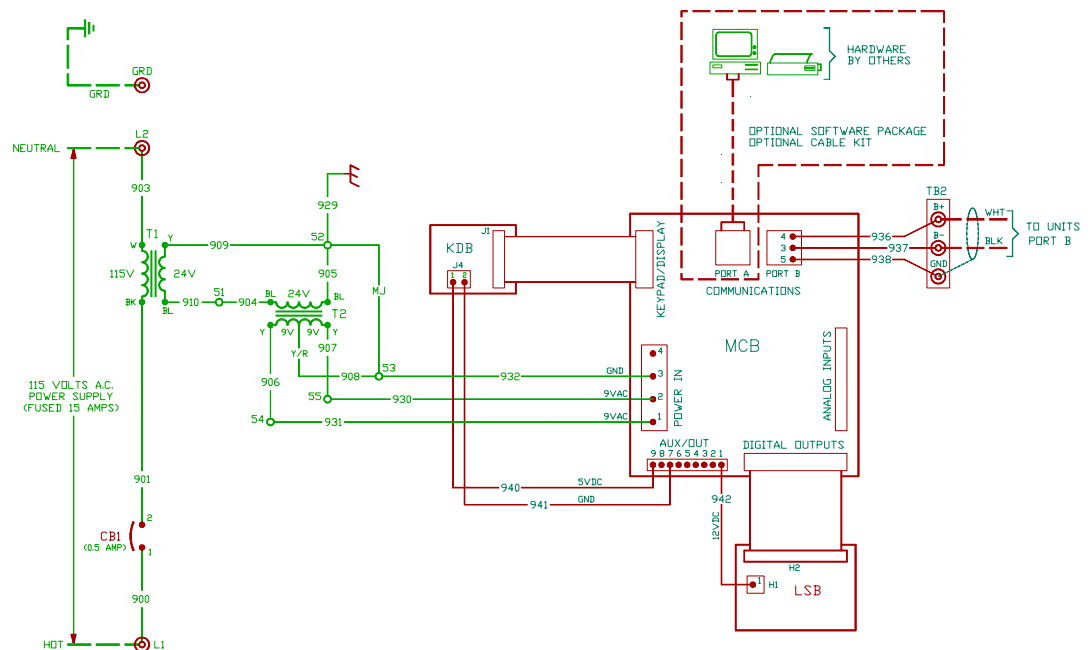 GRD
GRD
L2
NEUTRAL
903
T1
W
Y
115V
24V
BK
BL
909
910
51
904
BL
24V
BL
T2
929
52
905
MJ
Y
9V
9V
Y
Y/R
907
906
908
53
932
GND
55
930
9VAC
54
931
9VAC
115 VOLTS A.C.
POWER SUPPLY
(FUSED 15 AMPS)
901
2
CB1
(0.5 AMP)
1
900
HOT
L1
HARDWARE
BY OTHERS
OPTIONAL SOFTWARE PACKAGE
OPTIONAL CABLE KIT
J1
KDB
J4
1 2
KEYPAD/DISPLAY
PORT A
4
3
5
PORT B
COMMUNICATIONS
936
937
938
TB2
B+
B-
GND
WHT
BLK
TO UNITS
PORT B
MCB
4
3
2
1
POWER IN
ANALOG INPUTS
AUX/OUT
9 8 7 6 5 4 3 2 1
DIGITAL OUTPUTS
940
5VDC
941
GND
942
12VDC
H2
1
H1
LSB